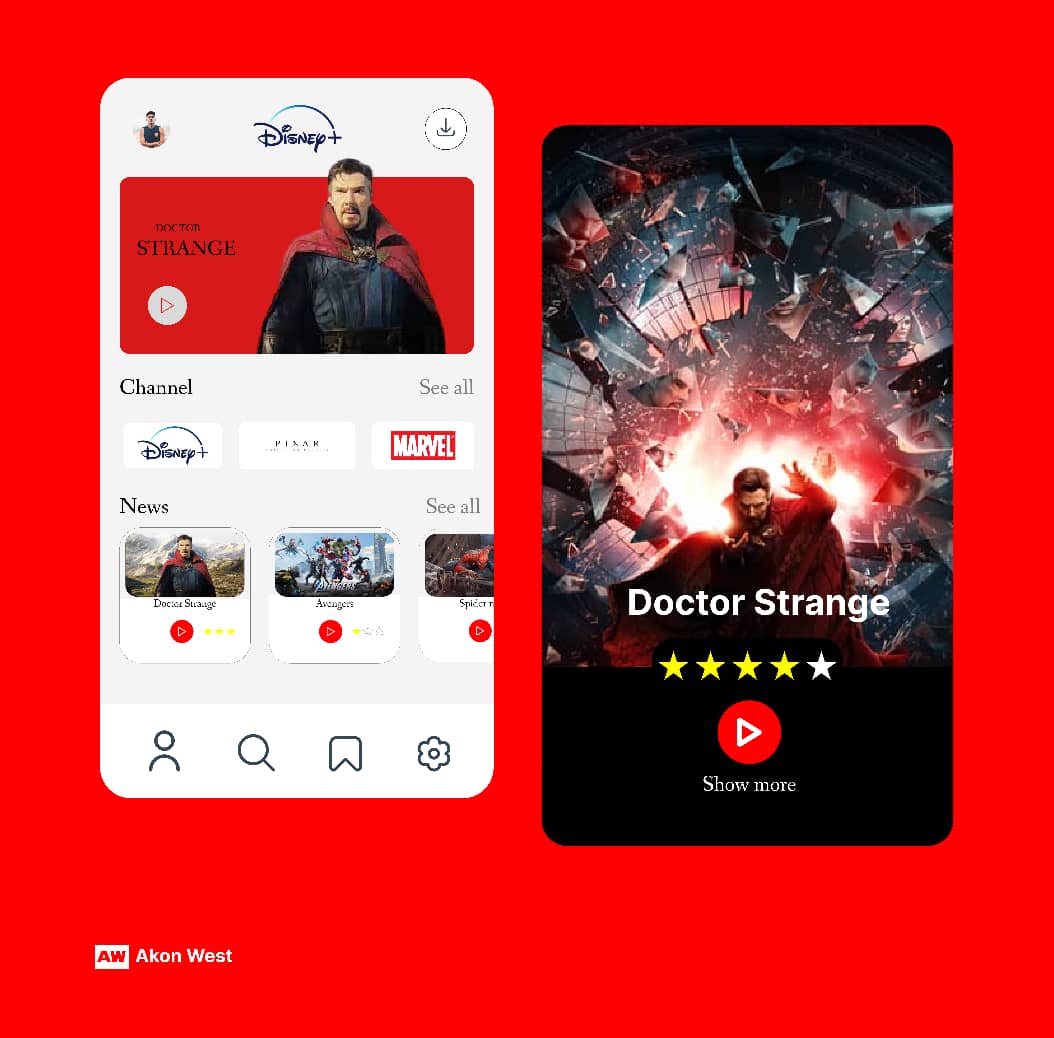 Disney+
DOCTOR
STRANGE
Channel
See all
Disney+
PIXAR
MARVEL
News
See all
Doctor Strange
Avengers
Spider
AVENGERS
Doctor Strange
Show more
AW Akon West